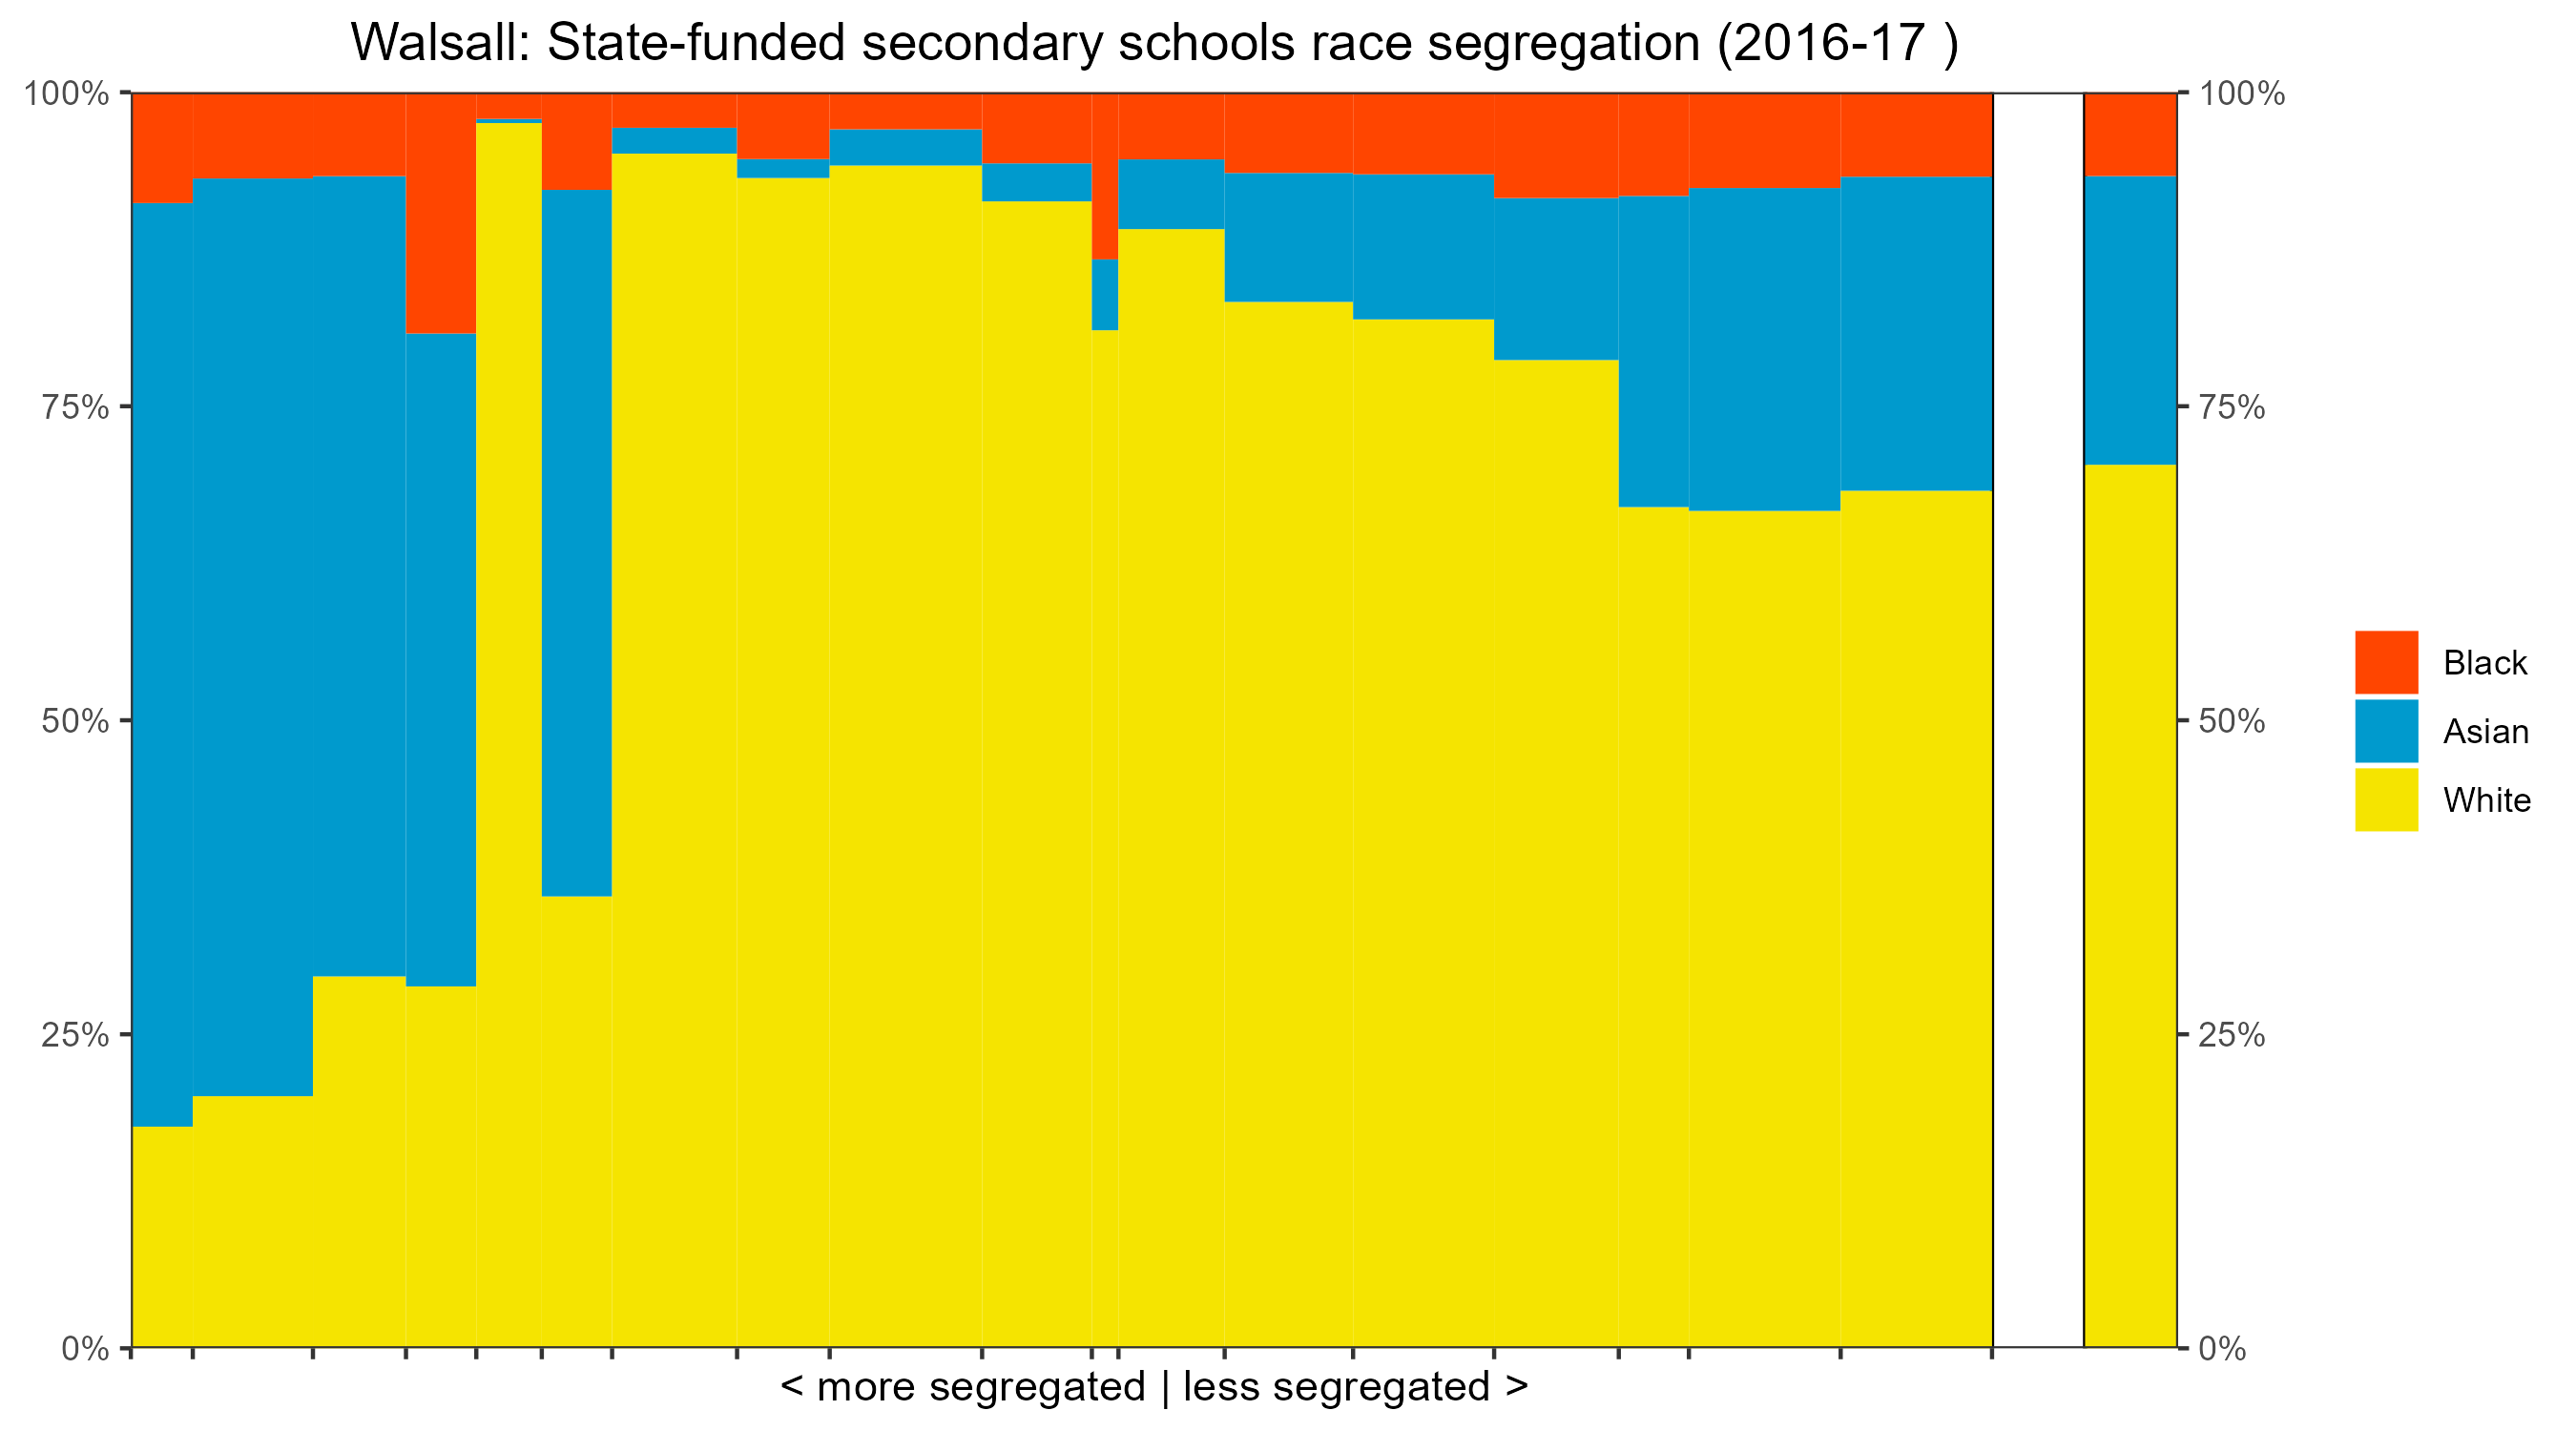 Walsall: State-funded secondary schools race segregation (2016-17 )
100%
75%
50%
25%
0%
100%
75%
50%
25%
0%
Black
Asian
White
< more segregated | less segregated >